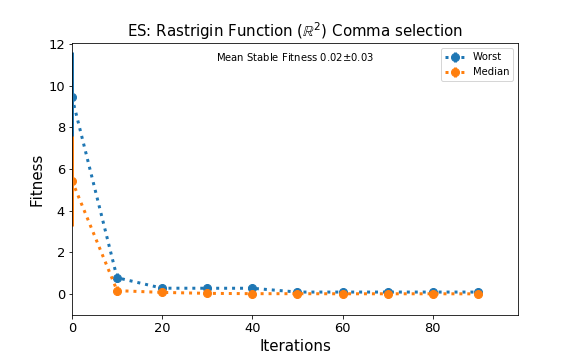 ES: Rastrigin Function (ℝ²) Comma selection
Mean Stable Fitness 0.02±0.03
Worst
Median
12
10
8
6
4
2
0
Fitness
0 20 40 60 80
Iterations